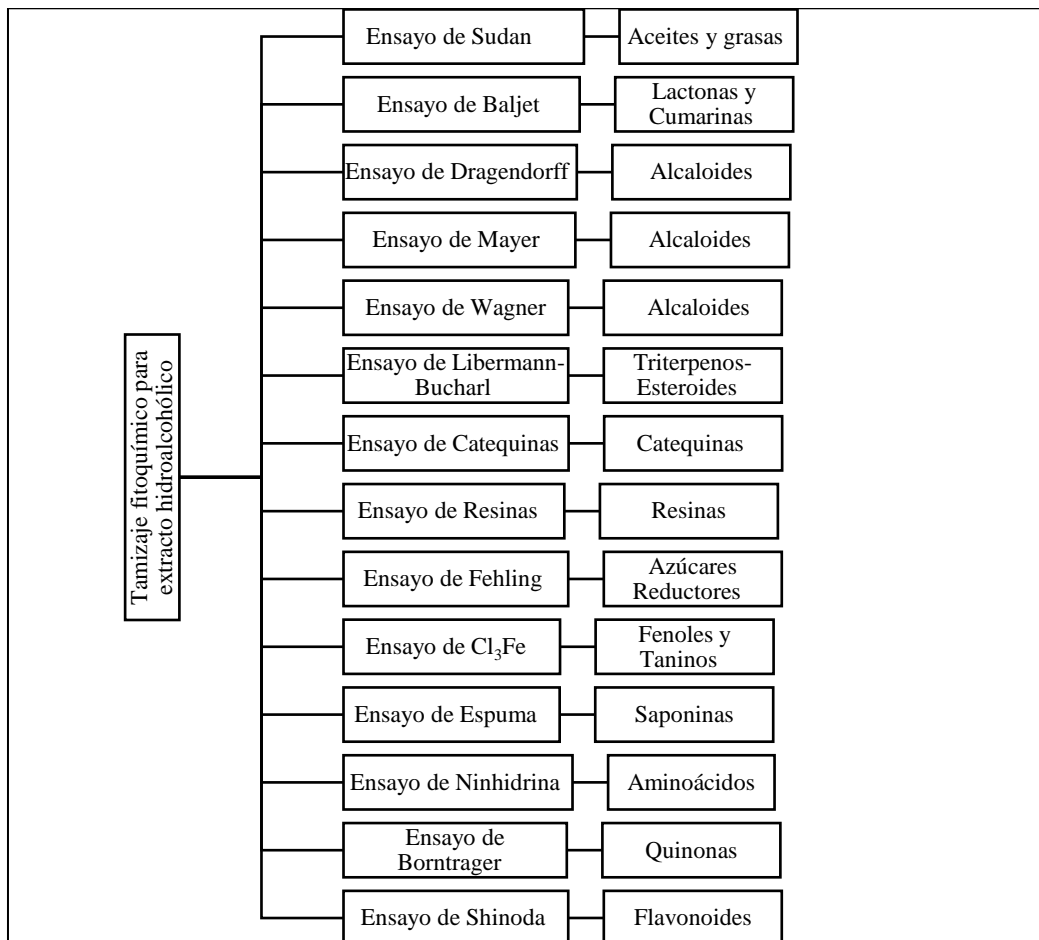 Tamizaje fitoquímico para
extracto hidroalcohólico
Ensayo de Sudan
Aceites y grasas
Ensayo de Baljet
Lactonas y
Cumarinas
Ensayo de Dragendorff
Alcaloides
Ensayo de Mayer
Alcaloides
Ensayo de Wagner
Alcaloides
Ensayo de Libermann-
Bucharl
Triterpenos-
Esteroides
Ensayo de Catequinas
Catequinas
Ensayo de Resinas
Resinas
Ensayo de Fehling
Azúcares
Reductores
Ensayo de Cl₃Fe
Fenoles y
Taninos
Ensayo de Espuma
Saponinas
Ensayo de Ninhidrina
Aminoácidos
Ensayo de
Borntrager
Quinonas
Ensayo de Shinoda
Flavonoides